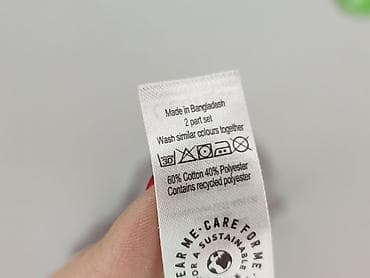 Made in Bangladesh
2 part set
Wash similar colours together
30
60% Cotton 40% Polyester
Contains recycled polyester
EAR ME · CARE FOR ME ·
OR A SUSTAINABLE